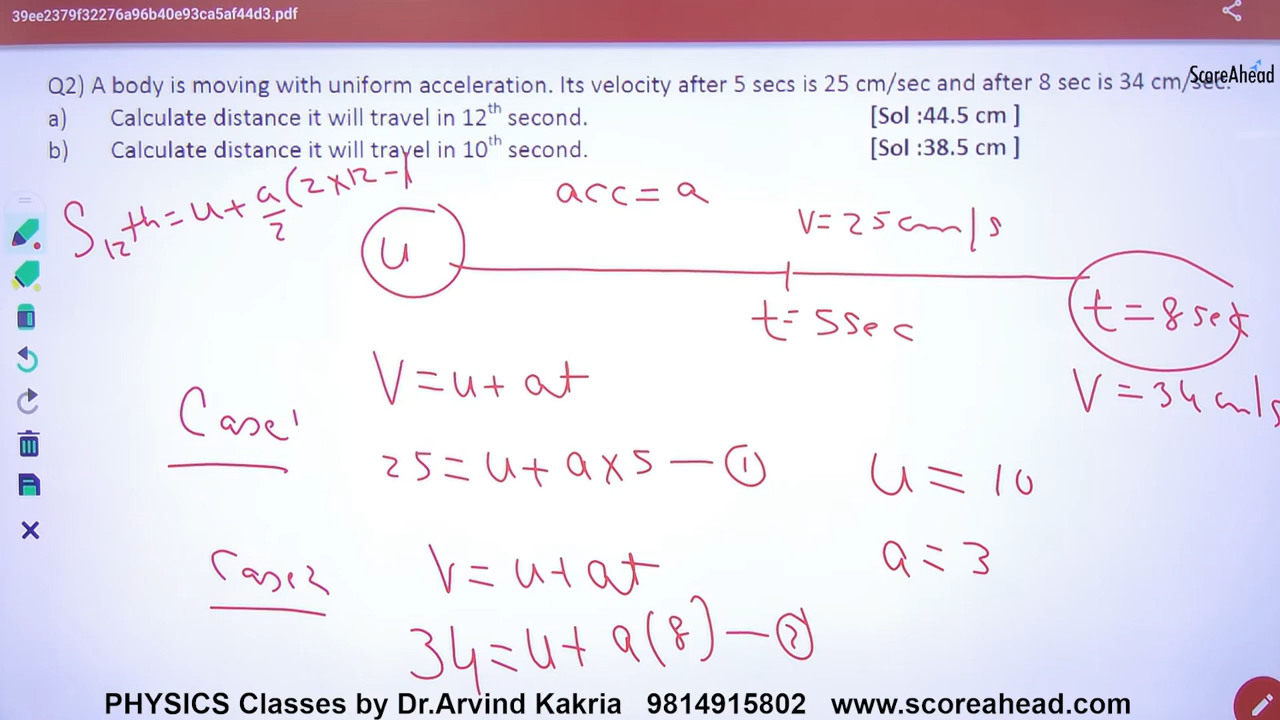 39ee2379f32276a96b40e93ca5af44d3.pdf
ScoreAhead
Q2) A body is moving with uniform acceleration. Its velocity after 5 secs is 25 cm/sec and after 8 sec is 34 cm/sec.
a) Calculate distance it will travel in 12th second. [Sol :44.5 cm ]
b) Calculate distance it will travel in 10th second. [Sol :38.5 cm ]
S12th = u + a/2 (2×12-1
acc = a
u
V = 25 cm/s
t = 5 sec
t = 8 sec
V = 34 cm/s
V = u + at
Case 1
25 = u + a×5 — ①
u = 10
a = 3
Case 2
V = u + at
34 = u + a(8) — ②
PHYSICS Classes by Dr.Arvind Kakria 9814915802 www.scoreahead.com